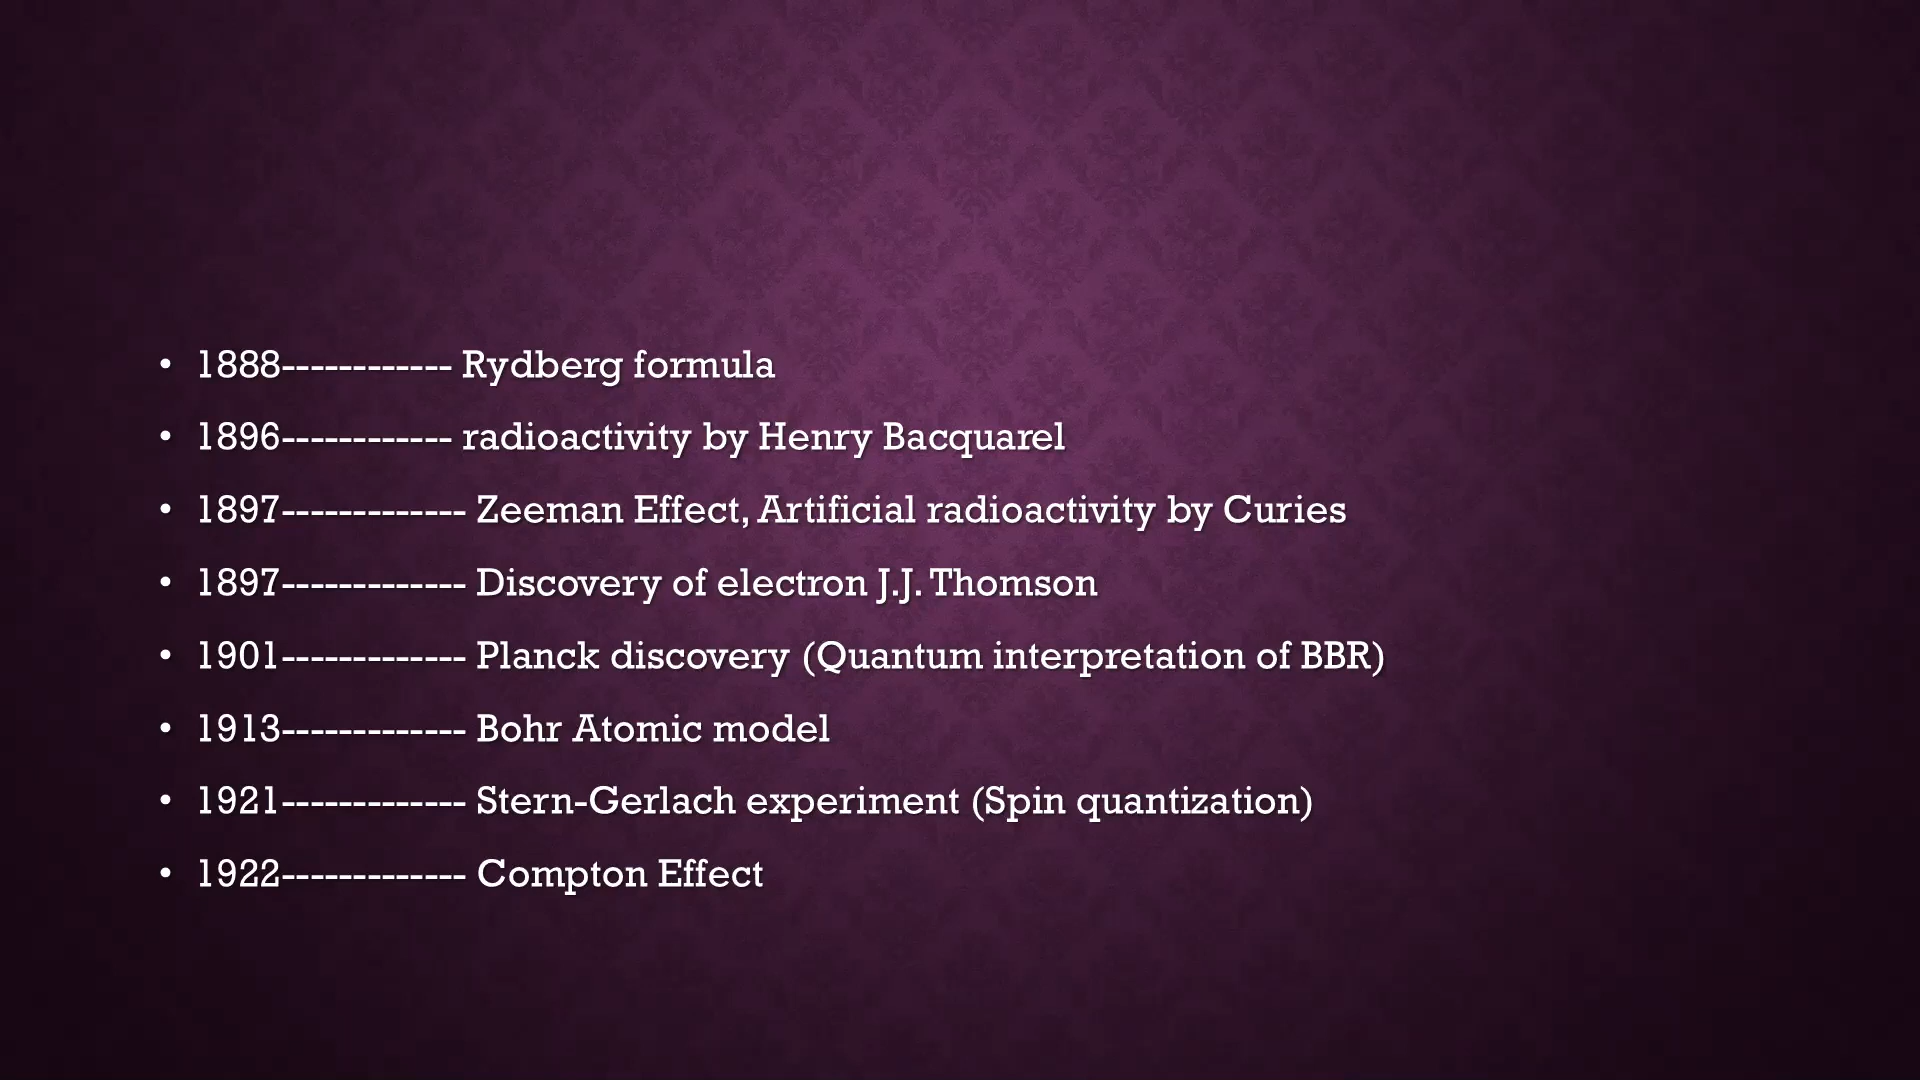 • 1888------------ Rydberg formula
• 1896------------ radioactivity by Henry Bacquarel
• 1897------------- Zeeman Effect, Artificial radioactivity by Curies
• 1897------------- Discovery of electron J.J. Thomson
• 1901------------- Planck discovery (Quantum interpretation of BBR)
• 1913------------- Bohr Atomic model
• 1921------------- Stern-Gerlach experiment (Spin quantization)
• 1922------------- Compton Effect